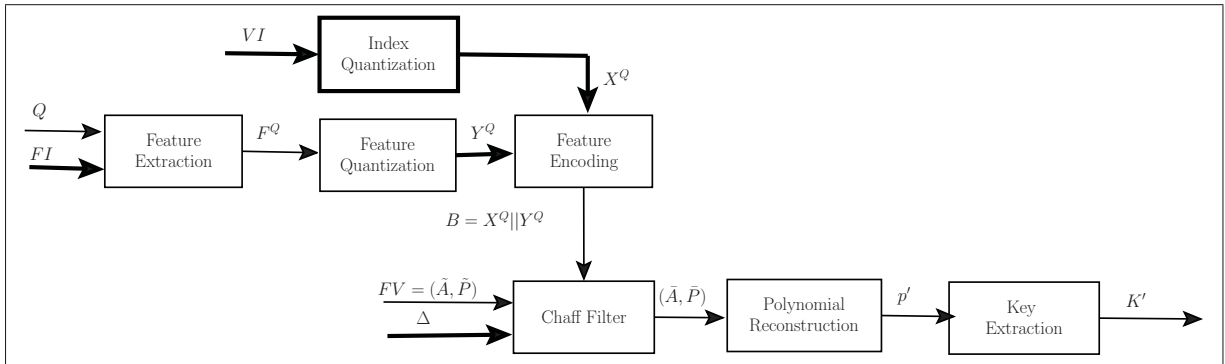 VI
Index
Quantization
X^Q
Q
FI
Feature
Extraction
F^Q
Feature
Quantization
Y^Q
Feature
Encoding
B = X^Q||Y^Q
FV = (Ã, P̃)
Δ
Chaff Filter
(Ā, P̄)
Polynomial
Reconstruction
p′
Key
Extraction
K′